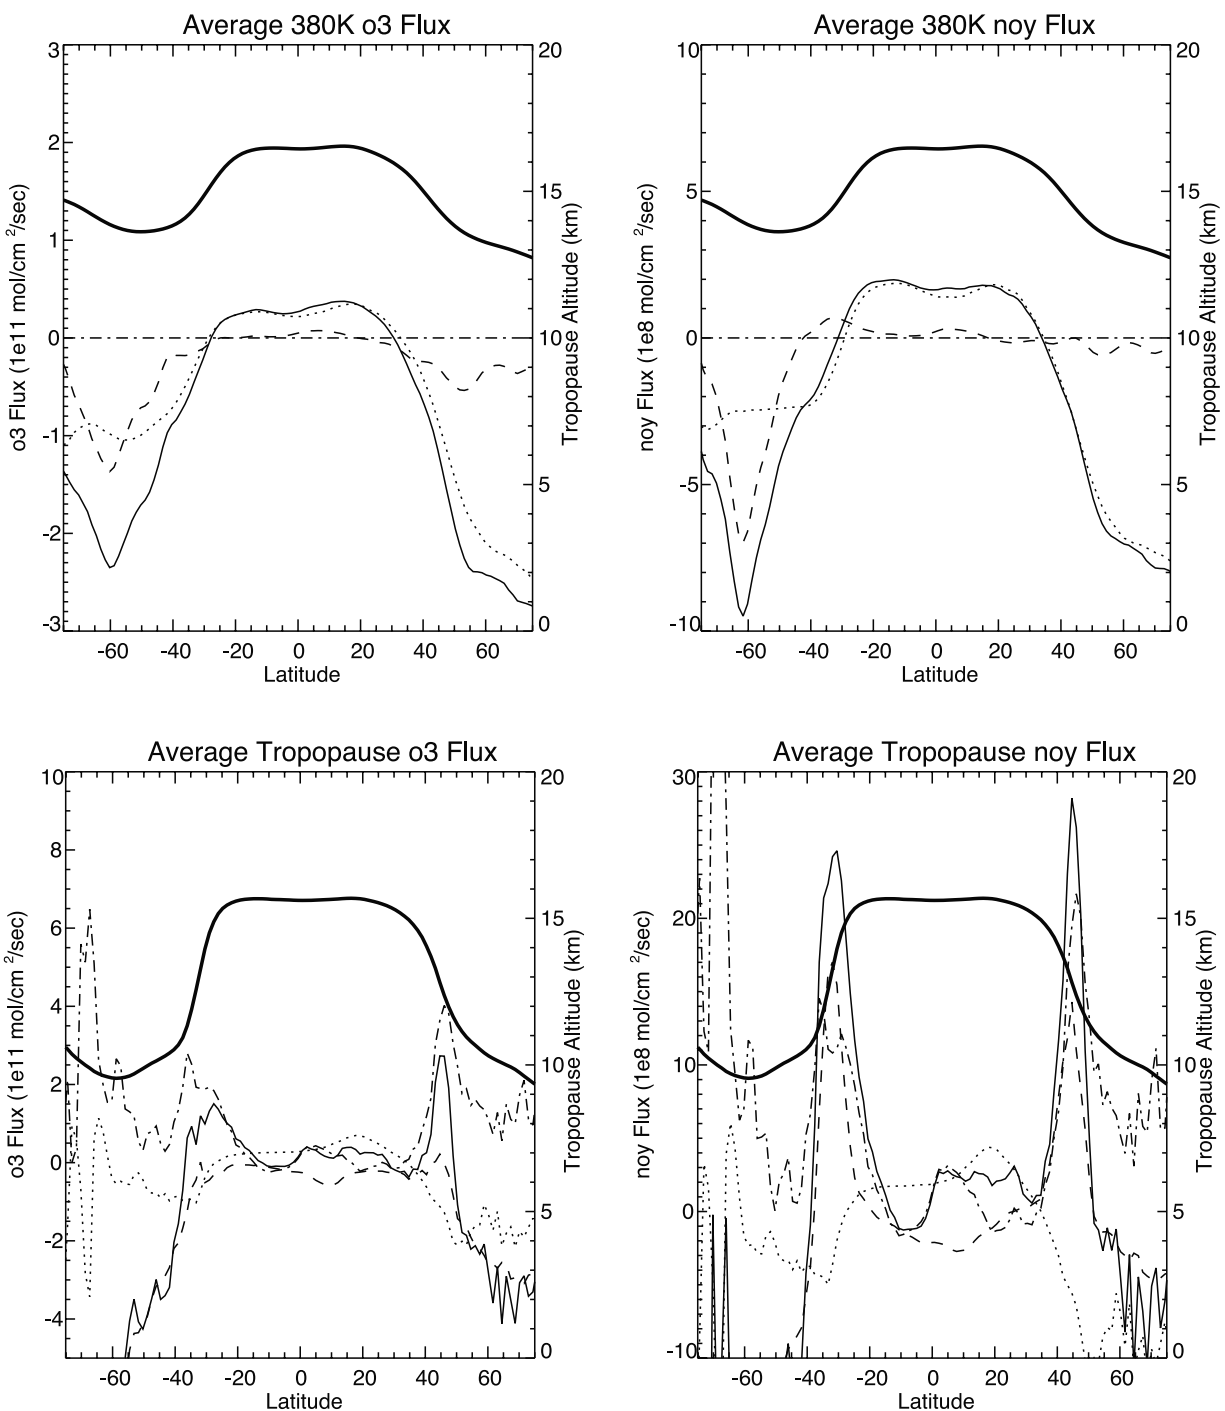 Average 380K o3 Flux
3
2
1
0
-1
-2
-3
20
15
10
5
0
o3 Flux (1e11 mol/cm 2/sec)
Tropopause Altitude (km)
-60 -40 -20 0 20 40 60
Latitude
Average 380K noy Flux
10
5
0
-5
-10
20
15
10
5
0
noy Flux (1e8 mol/cm 2/sec)
Tropopause Altitude (km)
-60 -40 -20 0 20 40 60
Latitude
Average Tropopause o3 Flux
10
8
6
4
2
0
-2
-4
20
15
10
5
0
o3 Flux (1e11 mol/cm 2/sec)
Tropopause Altitude (km)
-60 -40 -20 0 20 40 60
Latitude
Average Tropopause noy Flux
30
20
10
0
-10
20
15
10
5
0
noy Flux (1e8 mol/cm 2/sec)
Tropopause Altitude (km)
-60 -40 -20 0 20 40 60
Latitude